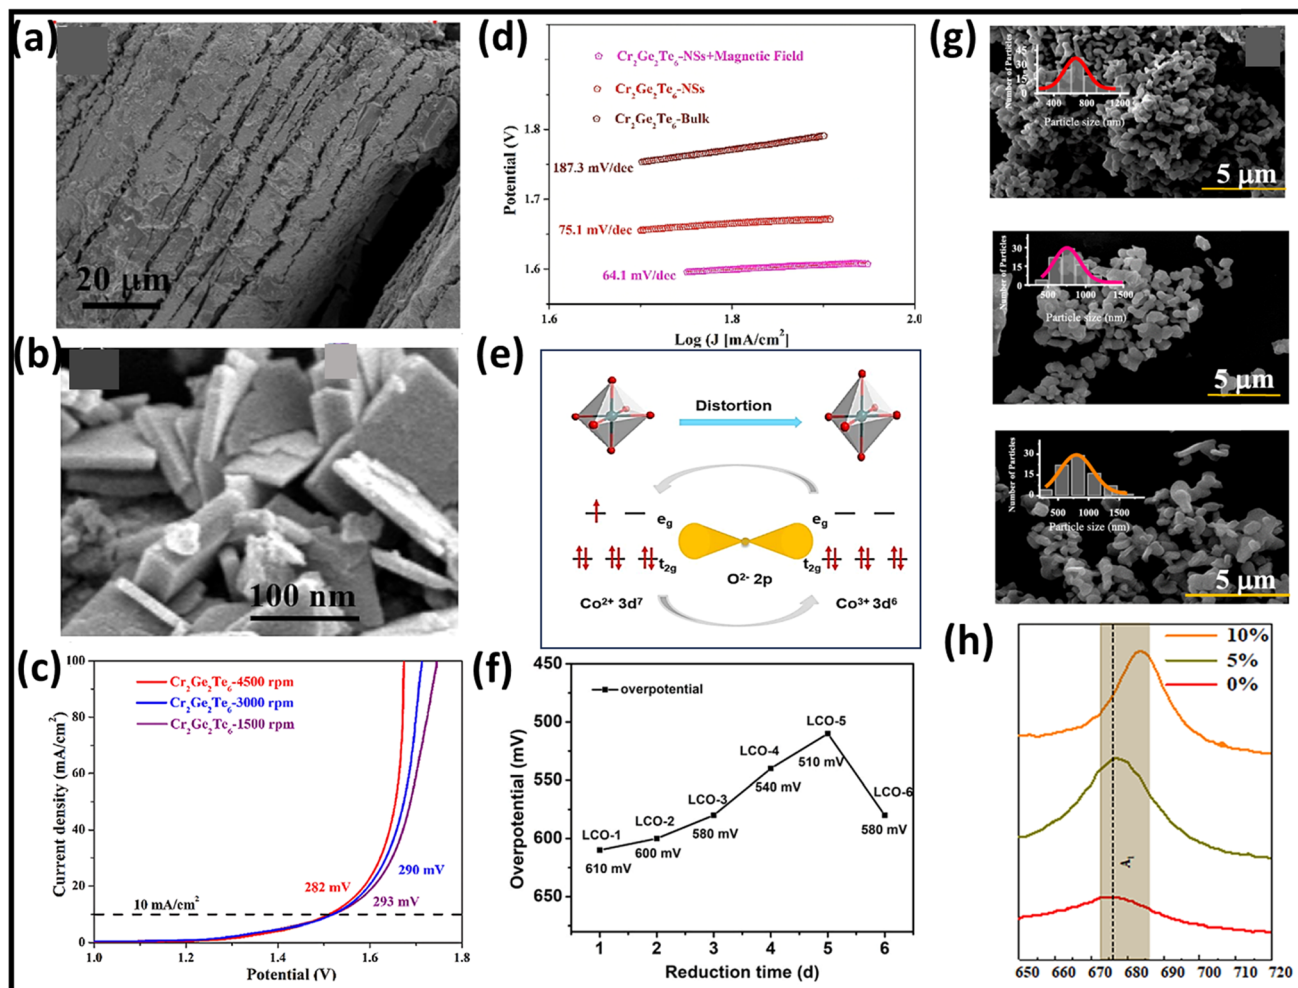 (a)
20 μm
(b)
100 nm
(c)
100
80
60
40
20
0
Current density (mA/cm²)
Cr₂Ge₂Te₆-4500 rpm
Cr₂Ge₂Te₆-3000 rpm
Cr₂Ge₂Te₆-1500 rpm
282 mV
290 mV
293 mV
10 mA/cm²
1.0
1.2
1.4
1.6
1.8
Potential (V)
(d)
Cr₂Ge₂Te₆-NSs+Magnetic Field
Cr₂Ge₂Te₆-NSs
Cr₂Ge₂Te₆-Bulk
1.8
1.7
1.6
Potential (V)
187.3 mV/dec
75.1 mV/dec
64.1 mV/dec
1.6
1.8
2.0
Log (J [mA/cm²]
(e)
Distortion
e_g
e_g
t₂g
t₂g
O²⁻ 2p
Co²⁺ 3d⁷
Co³⁺ 3d⁶
(f)
450
500
550
600
650
Overpotential (mV)
overpotential
LCO-1
610 mV
LCO-2
600 mV
LCO-3
580 mV
LCO-4
540 mV
LCO-5
510 mV
LCO-6
580 mV
1
2
3
4
5
6
Reduction time (d)
(g)
Number of Particles
45
30
15
0
400
800
1200
Particle size (nm)
5 μm
Number of Particles
30
15
0
500
1000
1500
Particle size (nm)
5 μm
Number of Particles
30
15
0
500
1000
1500
Particle size (nm)
5 μm
(h)
10%
5%
0%
A₁
650
660
670
680
690
700
710
720